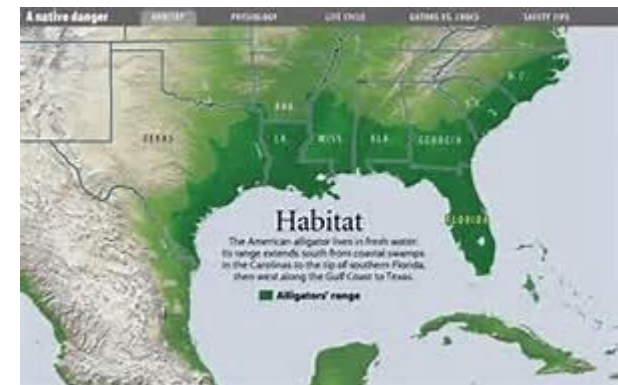 A native danger
HABITAT PHYSIOLOGY LIFE CYCLE GATORS VS. CROCS SAFETY TIPS
N.C.
S.C.
ARK
TEXAS LA MISS ALA GEORGIA
FLORIDA
Habitat
The American alligator lives in fresh water.
Its range extends south from coastal swamps
in the Carolinas to the tip of southern Florida,
then west along the Gulf Coast to Texas.
Alligators' range